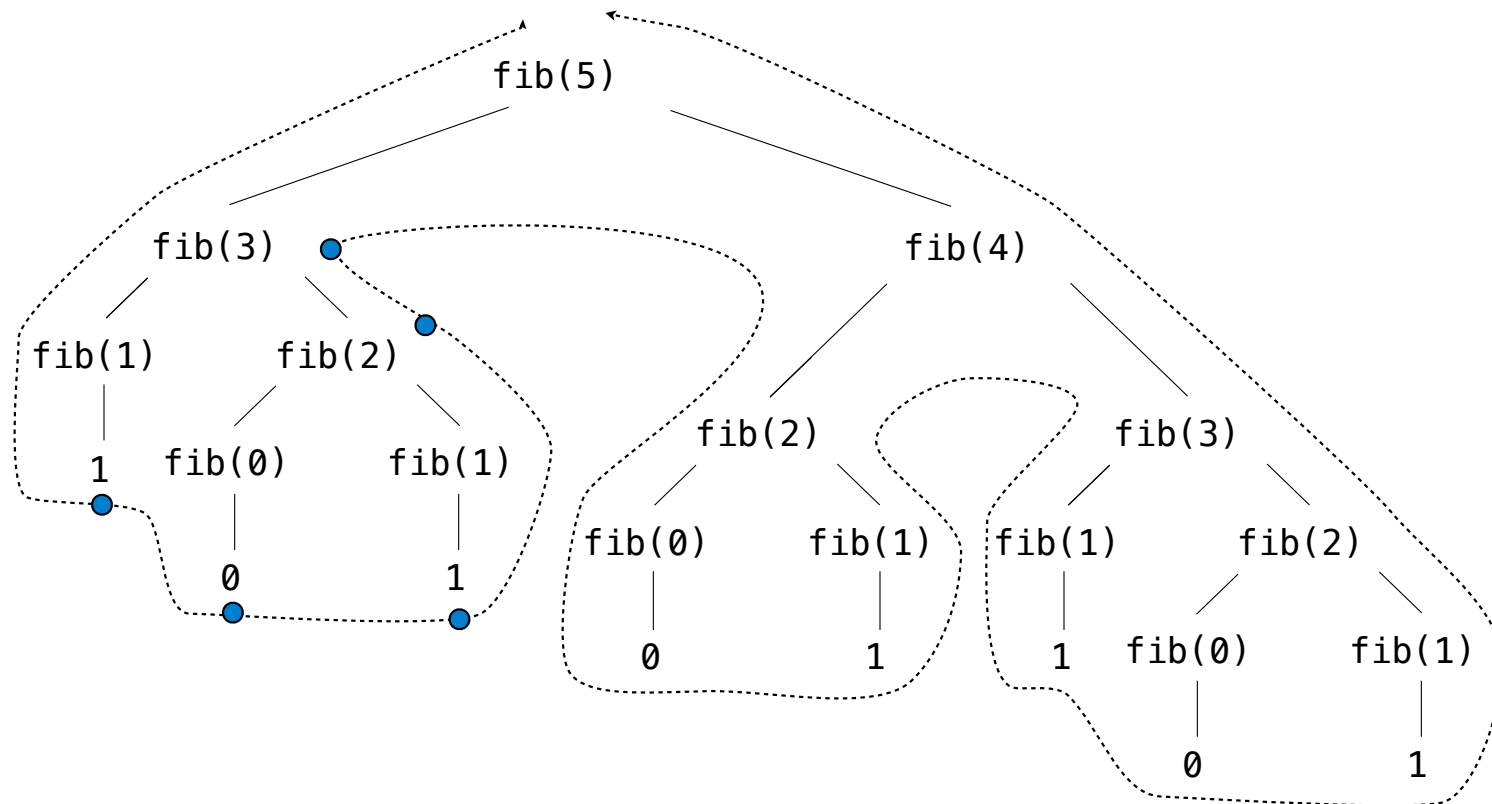 fib(5)
fib(3) fib(4)
fib(1) fib(2)
fib(2) fib(3)
1 fib(0) fib(1)
fib(0) fib(1) fib(1) fib(2)
0 1
0 1 1 fib(0) fib(1)
0 1